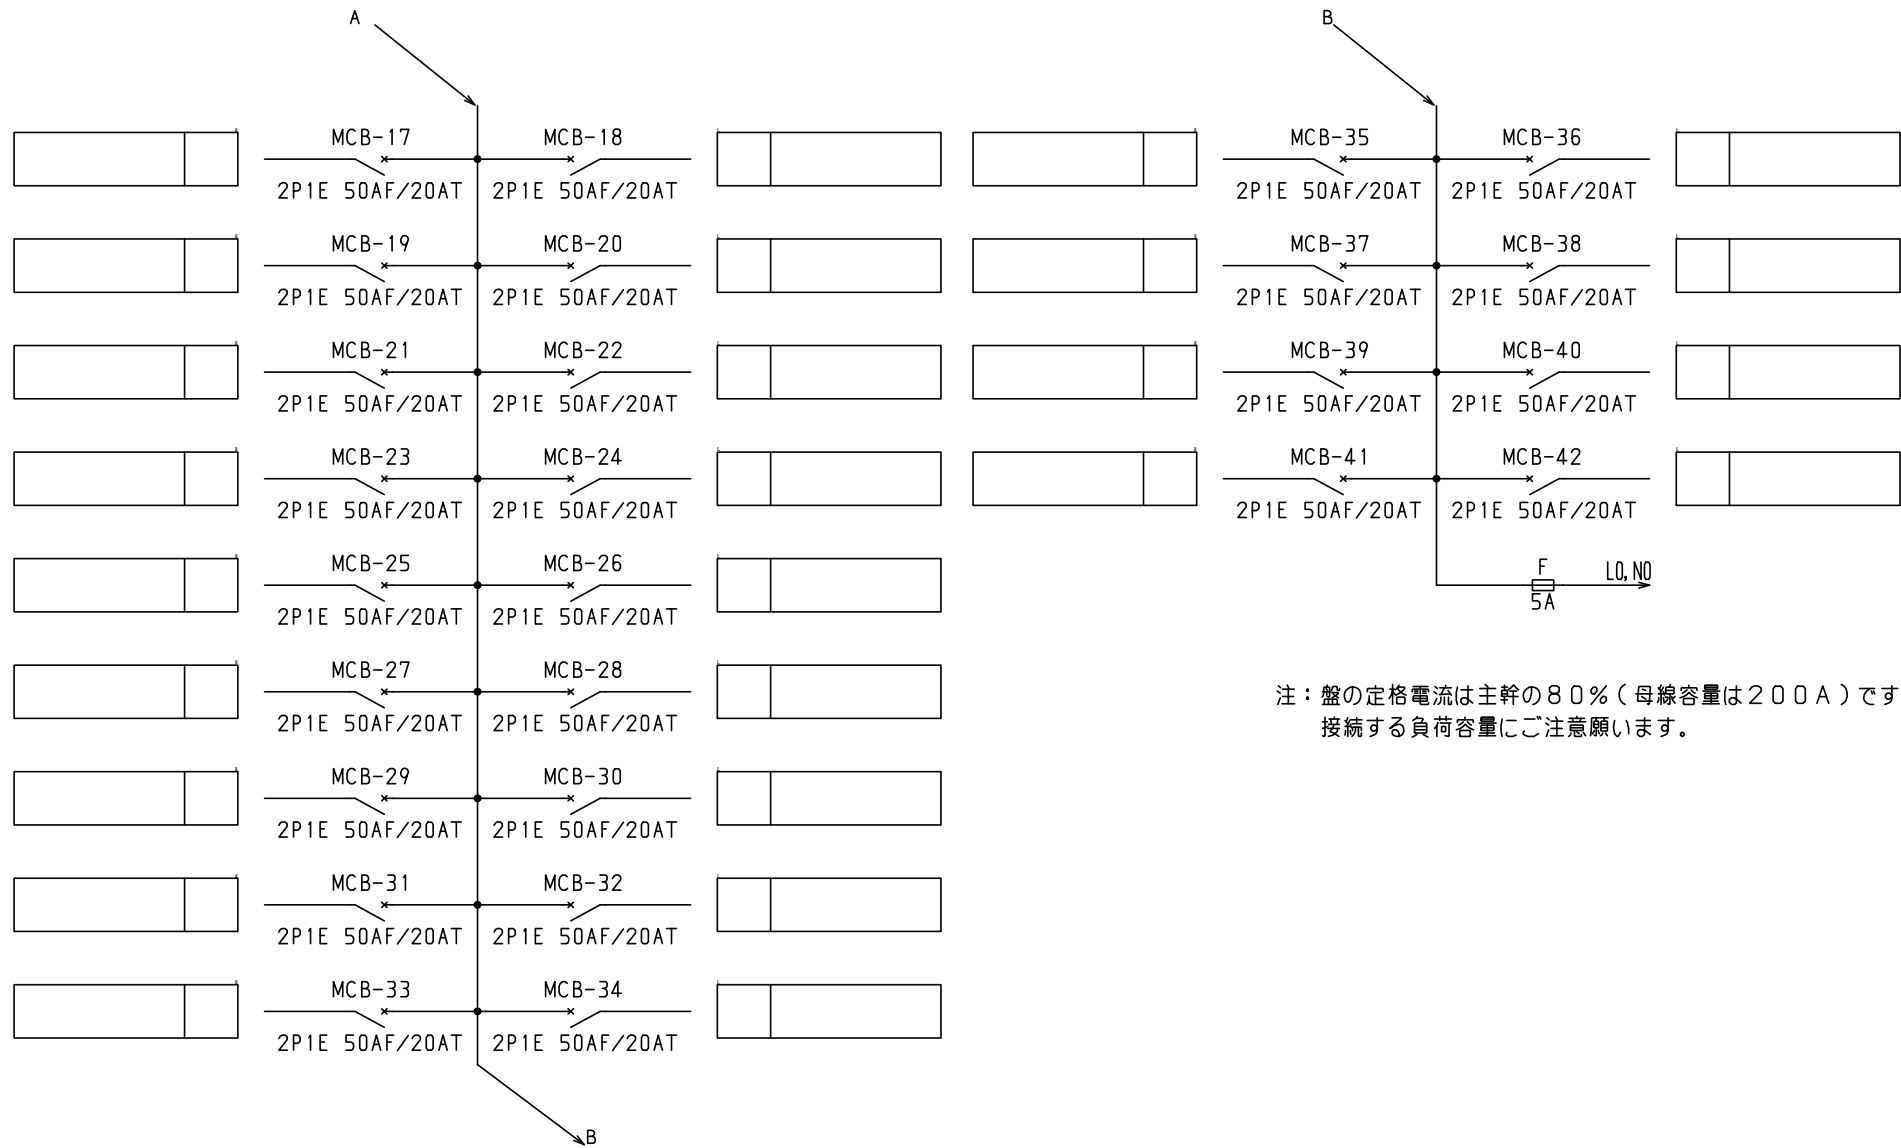 A
MCB-17 MCB-18
2P1E 50AF/20AT 2P1E 50AF/20AT
MCB-19 MCB-20
2P1E 50AF/20AT 2P1E 50AF/20AT
MCB-21 MCB-22
2P1E 50AF/20AT 2P1E 50AF/20AT
MCB-23 MCB-24
2P1E 50AF/20AT 2P1E 50AF/20AT
MCB-25 MCB-26
2P1E 50AF/20AT 2P1E 50AF/20AT
MCB-27 MCB-28
2P1E 50AF/20AT 2P1E 50AF/20AT
MCB-29 MCB-30
2P1E 50AF/20AT 2P1E 50AF/20AT
MCB-31 MCB-32
2P1E 50AF/20AT 2P1E 50AF/20AT
MCB-33 MCB-34
2P1E 50AF/20AT 2P1E 50AF/20AT
B
B
MCB-35 MCB-36
2P1E 50AF/20AT 2P1E 50AF/20AT
MCB-37 MCB-38
2P1E 50AF/20AT 2P1E 50AF/20AT
MCB-39 MCB-40
2P1E 50AF/20AT 2P1E 50AF/20AT
MCB-41 MCB-42
2P1E 50AF/20AT 2P1E 50AF/20AT
F L0,N0
5A
注：盤の定格電流は主幹の８０％（母線容量は２００Ａ）です
接続する負荷容量にご注意願います。